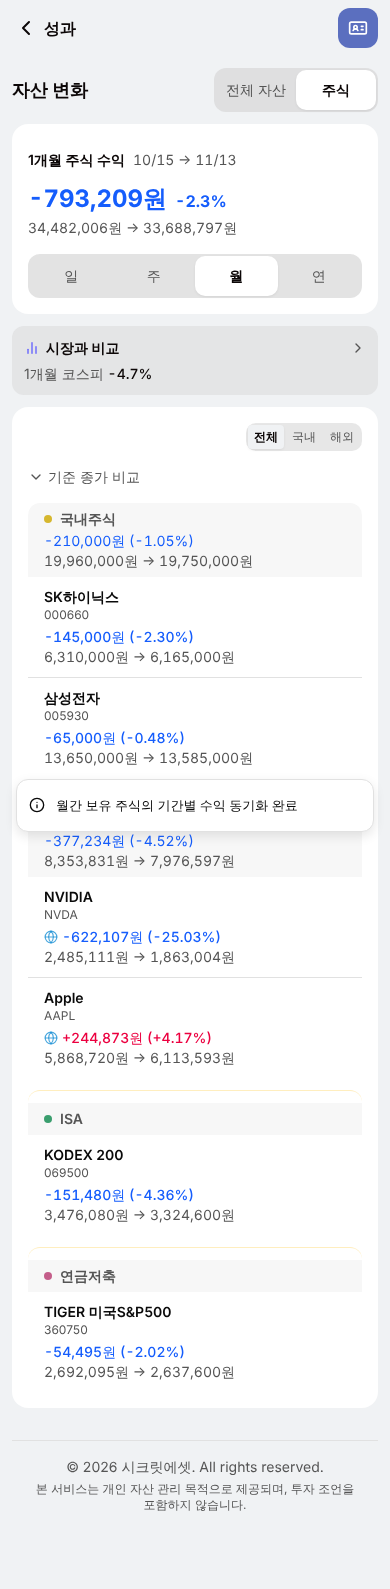 성과
자산 변화
전체 자산 주식
1개월 주식 수익 10/15 → 11/13
-793,209원 -2.3%
34,482,006원 → 33,688,797원
일 주 월 연
시장과 비교
1개월 코스피 -4.7%
전체 국내 해외
기준 종가 비교
국내주식
-210,000원 (-1.05%)
19,960,000원 → 19,750,000원
SK하이닉스
000660
-145,000원 (-2.30%)
6,310,000원 → 6,165,000원
삼성전자
005930
-65,000원 (-0.48%)
13,650,000원 → 13,585,000원
월간 보유 주식의 기간별 수익 동기화 완료
-377,234원 (-4.52%)
8,353,831원 → 7,976,597원
NVIDIA
NVDA
-622,107원 (-25.03%)
2,485,111원 → 1,863,004원
Apple
AAPL
+244,873원 (+4.17%)
5,868,720원 → 6,113,593원
ISA
KODEX 200
069500
-151,480원 (-4.36%)
3,476,080원 → 3,324,600원
연금저축
TIGER 미국S&P500
360750
-54,495원 (-2.02%)
2,692,095원 → 2,637,600원
© 2026 시크릿에셋. All rights reserved.
본 서비스는 개인 자산 관리 목적으로 제공되며, 투자 조언을
포함하지 않습니다.